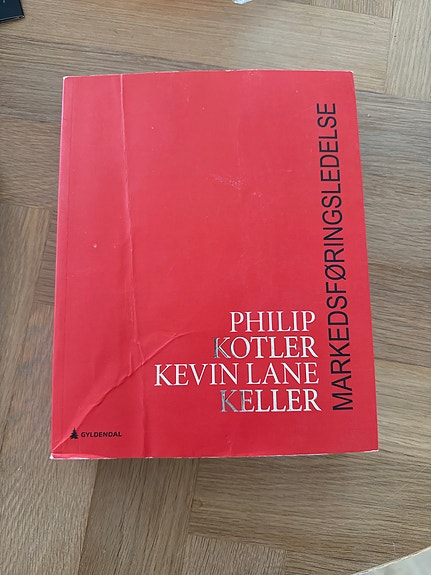 MARKEDSFØRINGSLEDELSE
PHILIP
KOTLER
KEVIN LANE
KELLER
GYLDENDAL